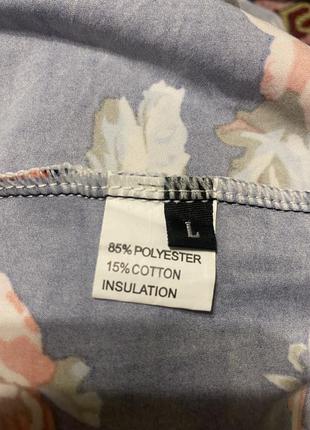 L
85% POLYESTER
15% COTTON
INSULATION